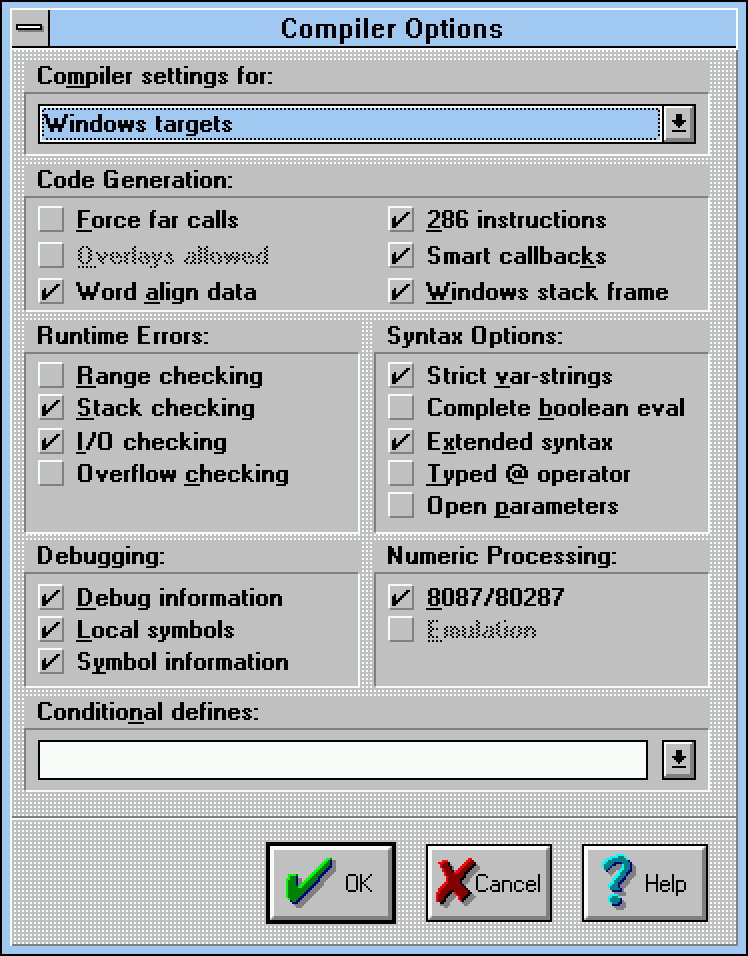 Compiler Options
Compiler settings for:
Windows targets
Code Generation:
Force far calls
286 instructions
Overlays allowed
Smart callbacks
Word align data
Windows stack frame
Runtime Errors:
Syntax Options:
Range checking
Strict var-strings
Stack checking
Complete boolean eval
I/O checking
Extended syntax
Overflow checking
Typed @ operator
Open parameters
Debugging:
Numeric Processing:
Debug information
8087/80287
Local symbols
Emulation
Symbol information
Conditional defines:
OK
Cancel
Help